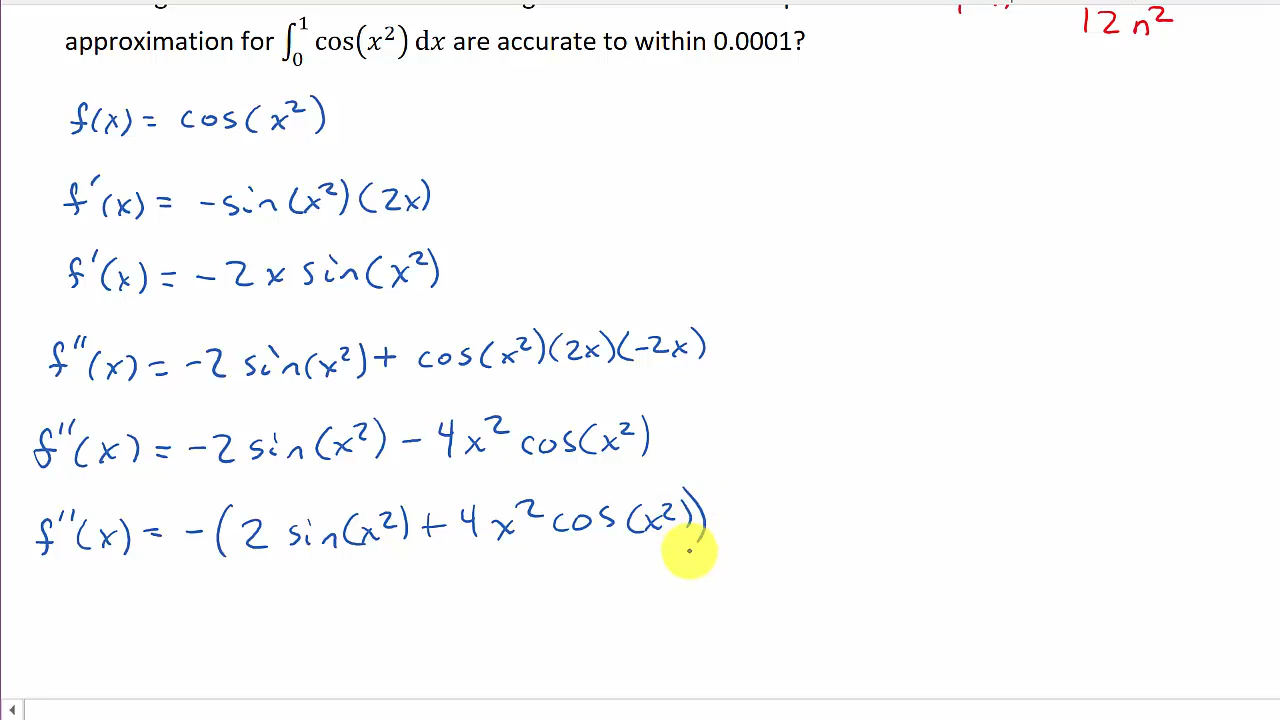 12 n²
approximation for ∫₀¹ cos(x²) dx are accurate to within 0.0001?
f(x) = cos(x²)
f′(x) = -sin(x²)(2x)
f′(x) = -2x sin(x²)
f″(x) = -2 sin(x²) + cos(x²)(2x)(-2x)
f″(x) = -2 sin(x²) - 4x² cos(x²)
f″(x) = -(2 sin(x²) + 4x² cos(x²))